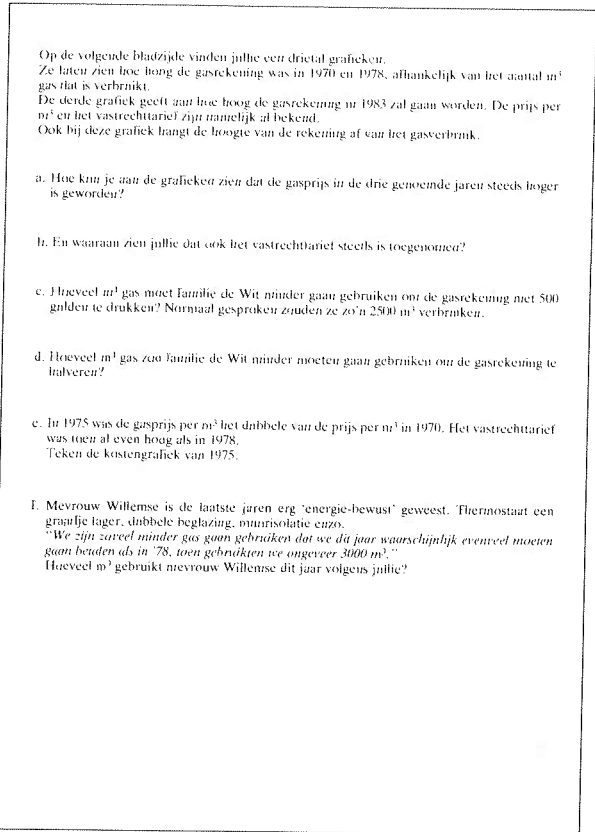 Op de volgende bladzijde vinden jullie een drietal grafieken.
Ze laten zien hoe hoog de gasrekening was in 1970 en 1978, afhankelijk van het aantal m³
gas dat is verbruikt.
De derde grafiek geeft aan hoe hoog de gasrekening in 1983 zal gaan worden. De prijs per
m³ en het vastrechttarief zijn namelijk al bekend.
Ook bij deze grafiek hangt de hoogte van de rekening af van het gasverbruik.
a. Hoe kun je aan de grafieken zien dat de gasprijs in de drie genoemde jaren steeds hoger
is geworden?
b. En waaraan zien jullie dat ook het vastrechttarief steeds is toegenomen?
c. Hoeveel m³ gas moet familie de Wit minder gaan gebruiken om de gasrekening met 500
gulden te drukken? Normaal gesproken zouden ze zo'n 2500 m³ verbruiken.
d. Hoeveel m³ gas zou familie de Wit minder moeten gaan gebruiken om de gasrekening te
halveren?
e. In 1975 was de gasprijs per m³ het dubbele van de prijs per m³ in 1970. Het vastrechttarief
was toen al even hoog als in 1978.
Teken de kostengrafiek van 1975.
f. Mevrouw Willemse is de laatste jaren erg 'energie-bewust' geweest. Thermostaat een
graadje lager, dubbele beglazing, muurisolatie enzo.
"We zijn zoveel minder gas gaan gebruiken dat we dit jaar waarschijnlijk evenveel moeten
gaan betalen als in '78, toen gebruikten we ongeveer 3000 m³."
Hoeveel m³ gebruikt mevrouw Willemse dit jaar volgens jullie?